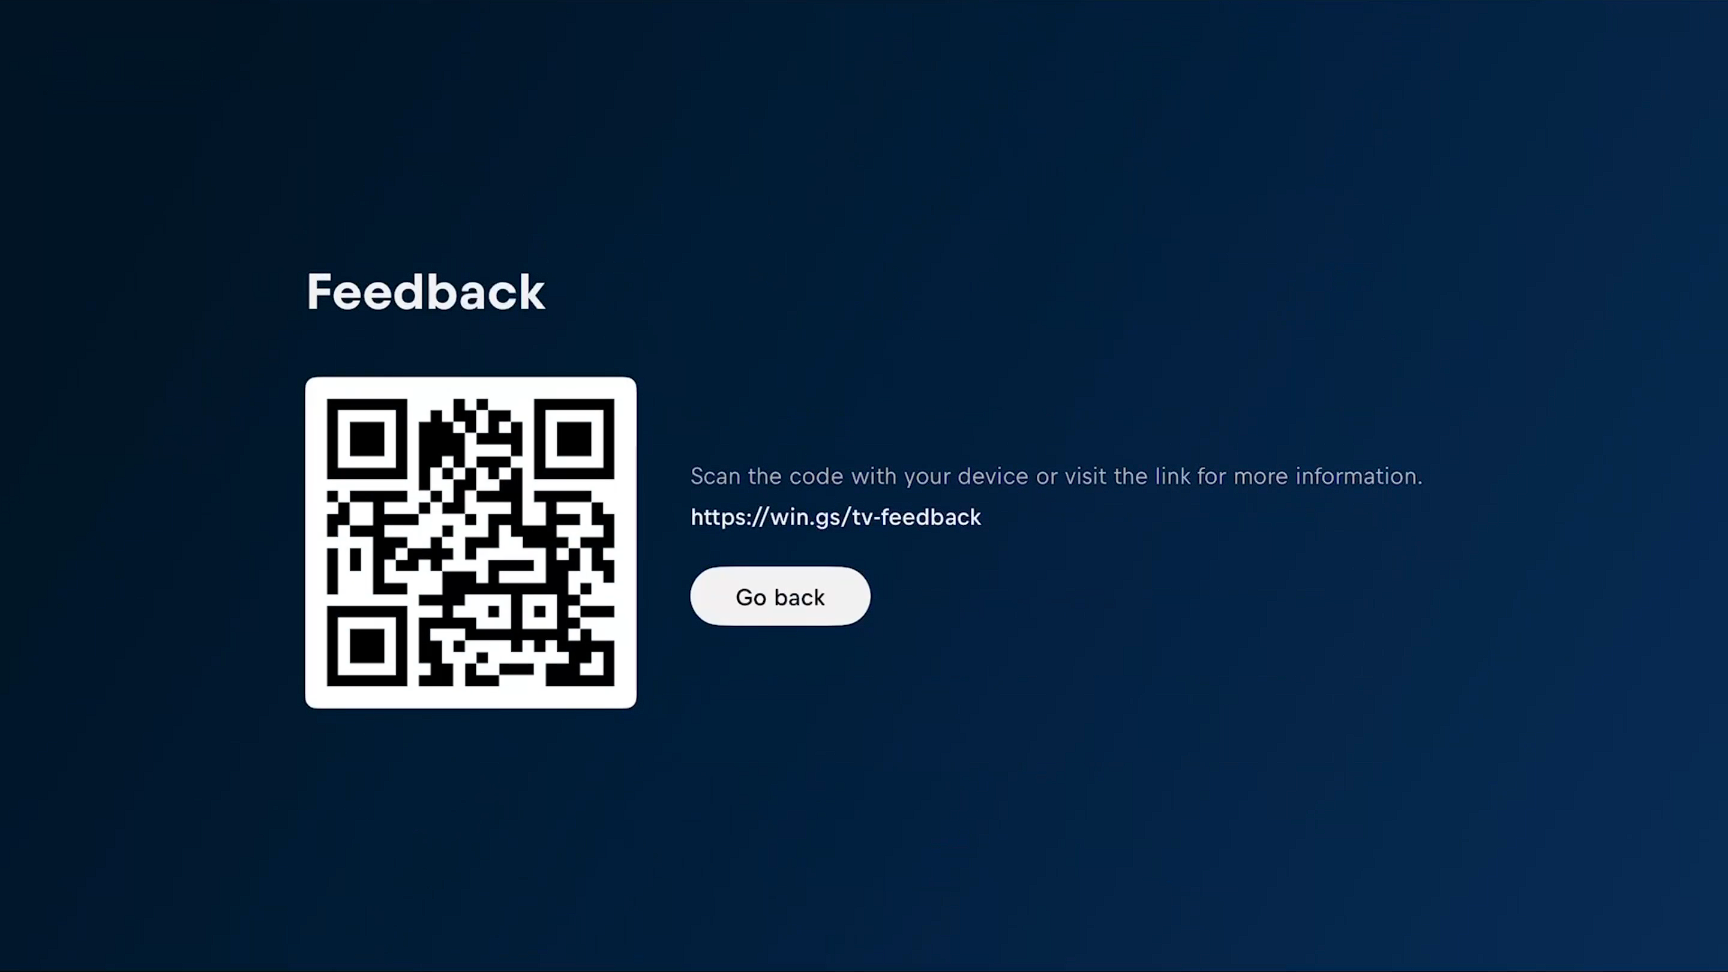 Feedback
Scan the code with your device or visit the link for more information.
https://win.gs/tv-feedback
Go back